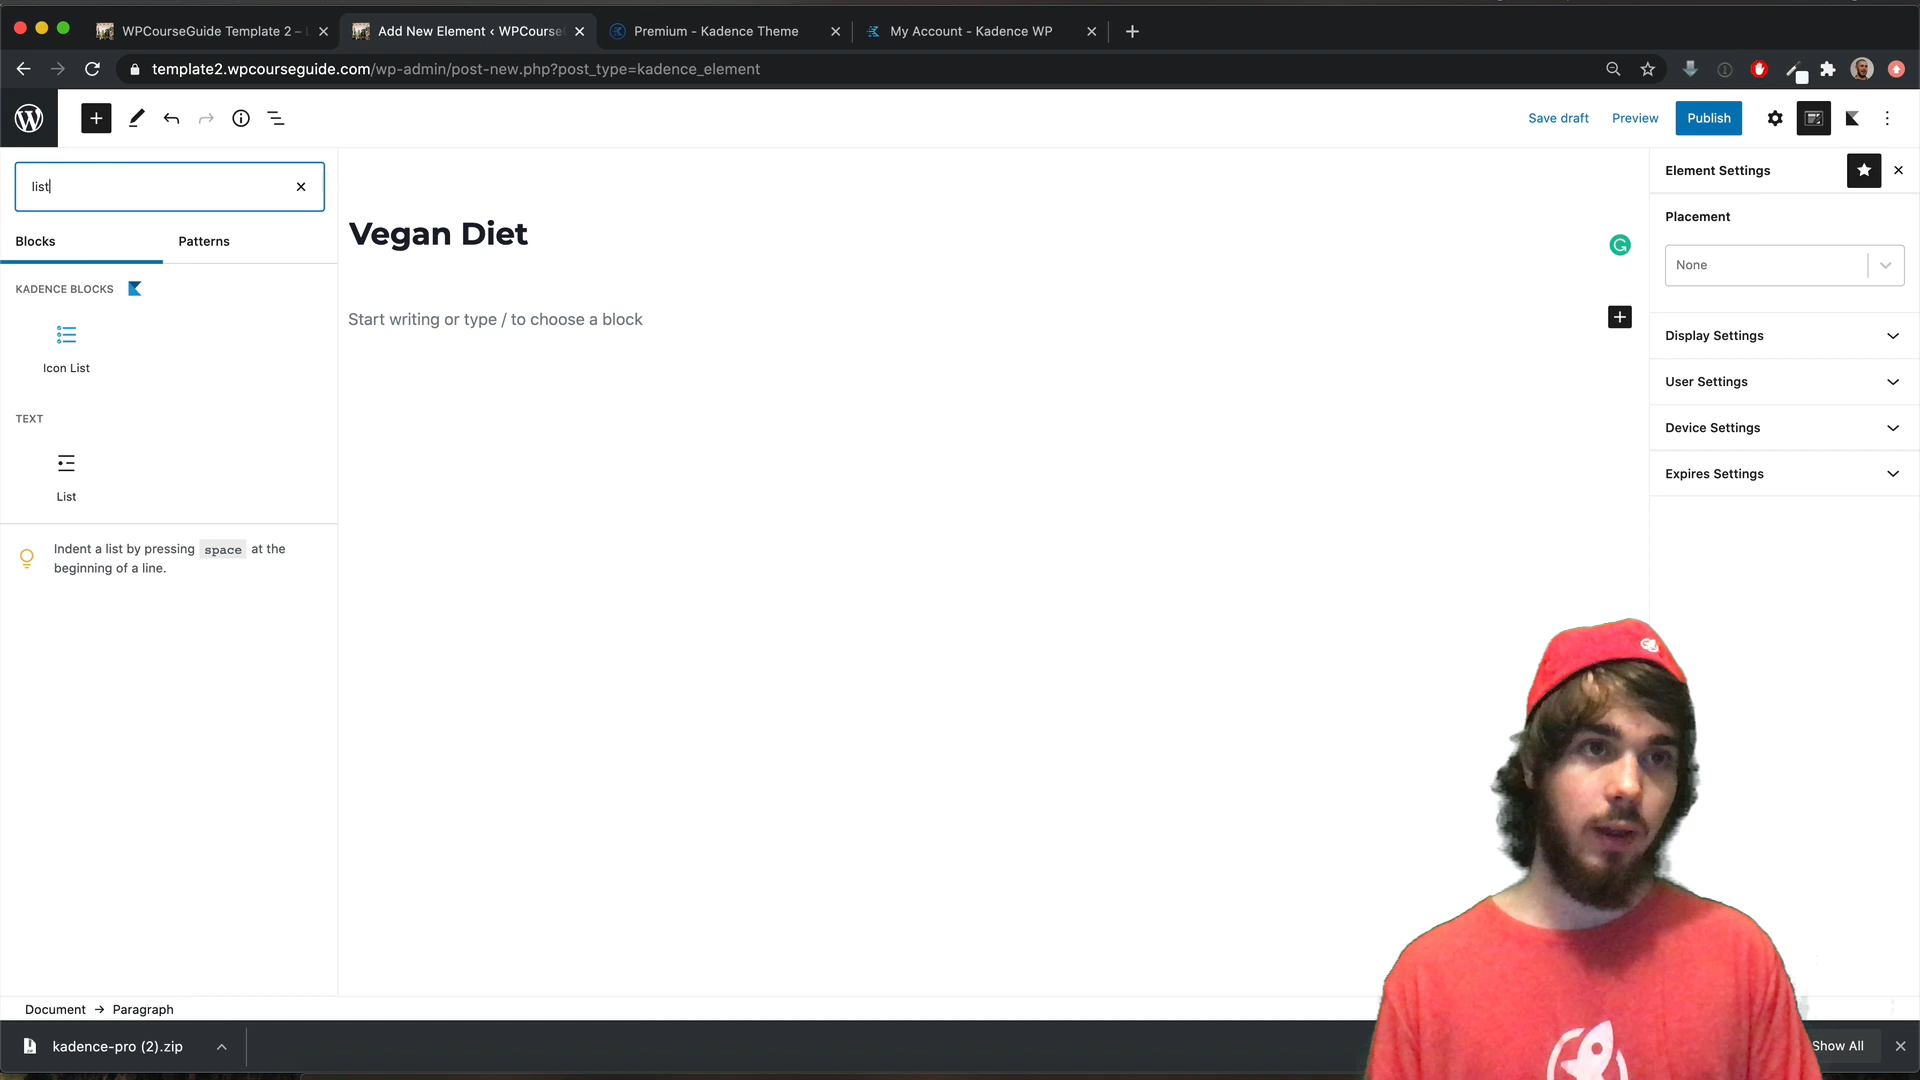 WPCourseGuide Template 2 –
Add New Element ‹ WPCourse
Premium - Kadence Theme
My Account - Kadence WP
template2.wpcourseguide.com/wp-admin/post-new.php?post_type=kadence_element
Save draft
Preview
Publish
list
Blocks
Patterns
KADENCE BLOCKS
Icon List
TEXT
List
Indent a list by pressing space at the
beginning of a line.
Vegan Diet
Start writing or type / to choose a block
Element Settings
Placement
None
Display Settings
User Settings
Device Settings
Expires Settings
Document → Paragraph
kadence-pro (2).zip
Show All